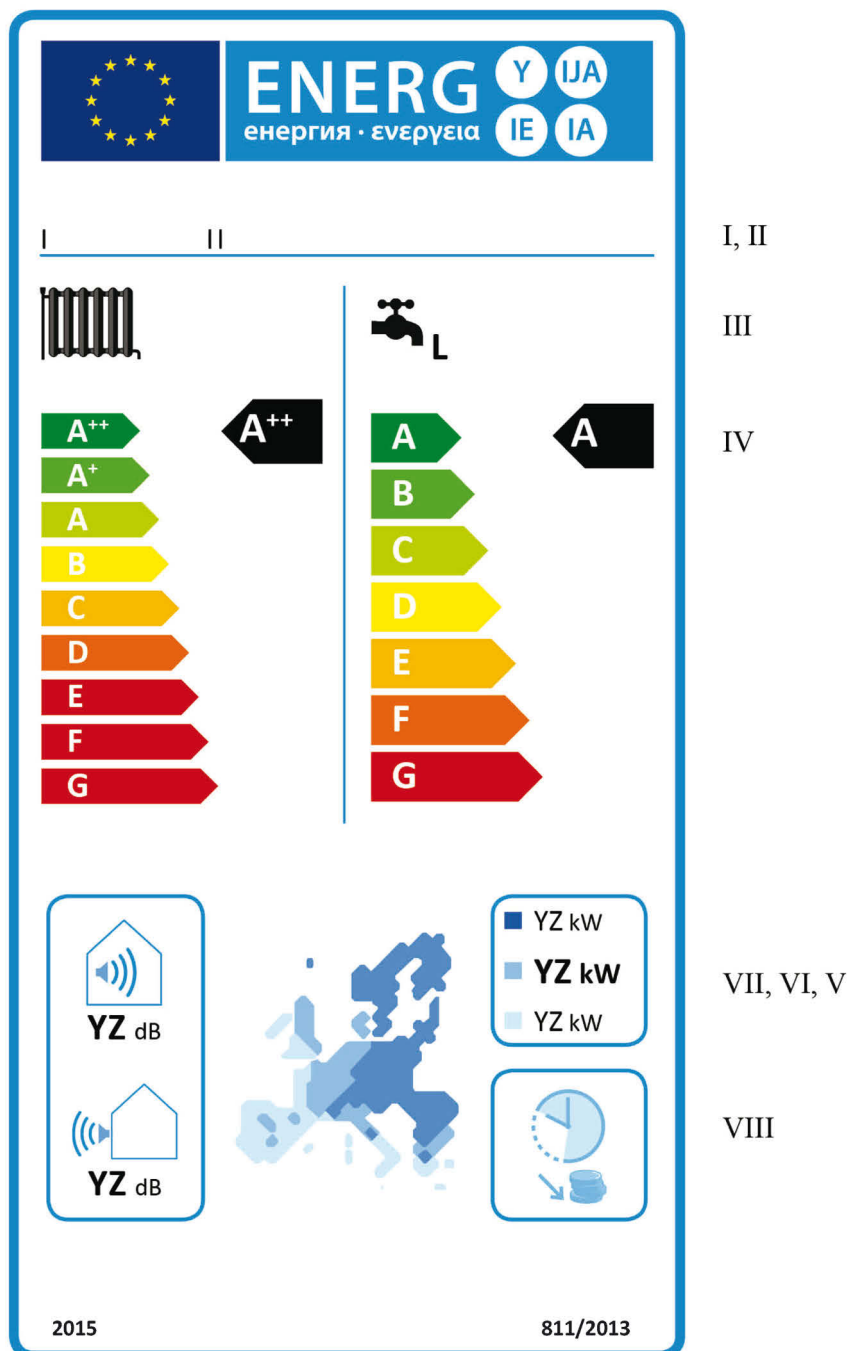 ENERG Y IJA
енергия · ενεργεια IE IA
I II
I, II
L
III
A++ A++ A A
IV
A+
B
A
C
B
D
C
E
D
F
E
G
F
G
YZ kW
YZ kW
YZ kW
VII, VI, V
YZ dB
YZ dB
VIII
2015 811/2013